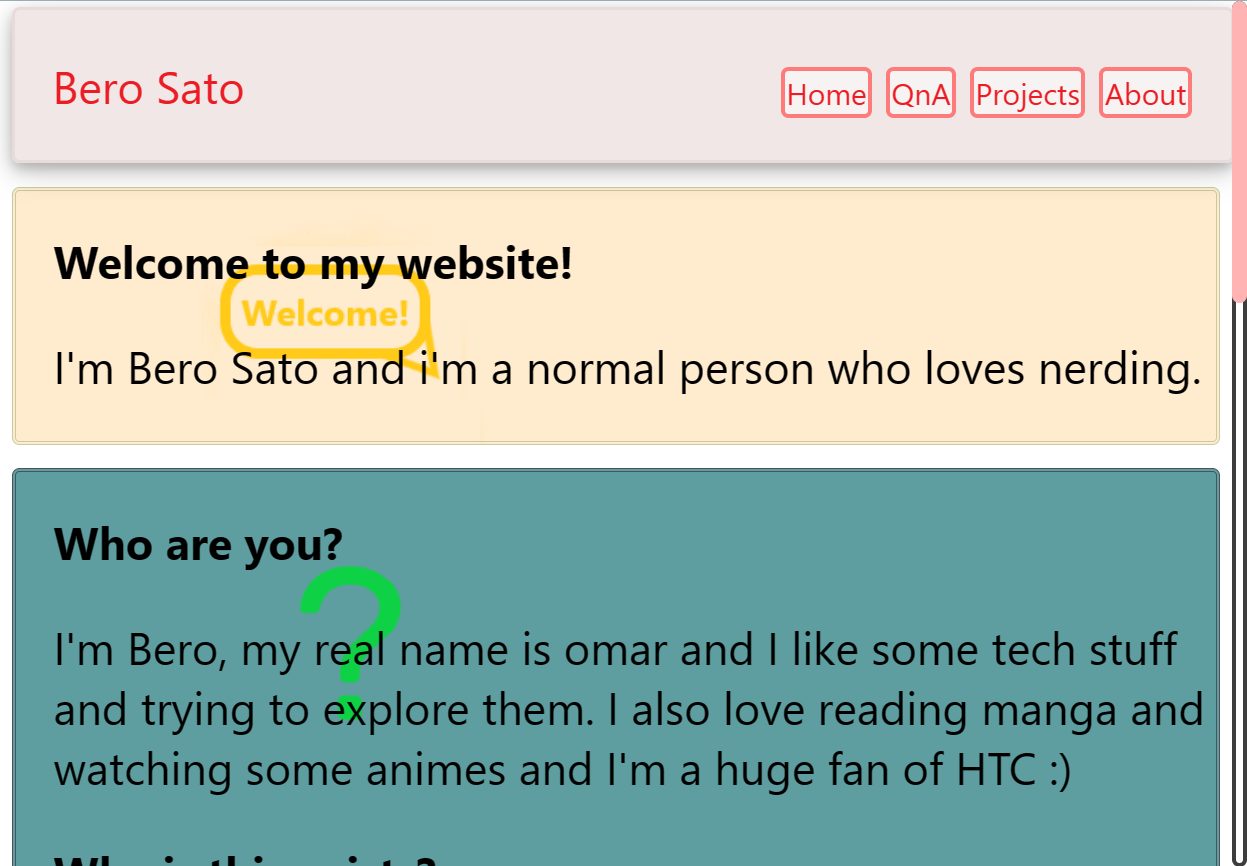 Bero Sato
Home QnA Projects About
Welcome to my website!
Welcome!
I'm Bero Sato and i'm a normal person who loves nerding.
Who are you?
?
I'm Bero, my real name is omar and I like some tech stuff
and trying to explore them. I also love reading manga and
watching some animes and I'm a huge fan of HTC :)